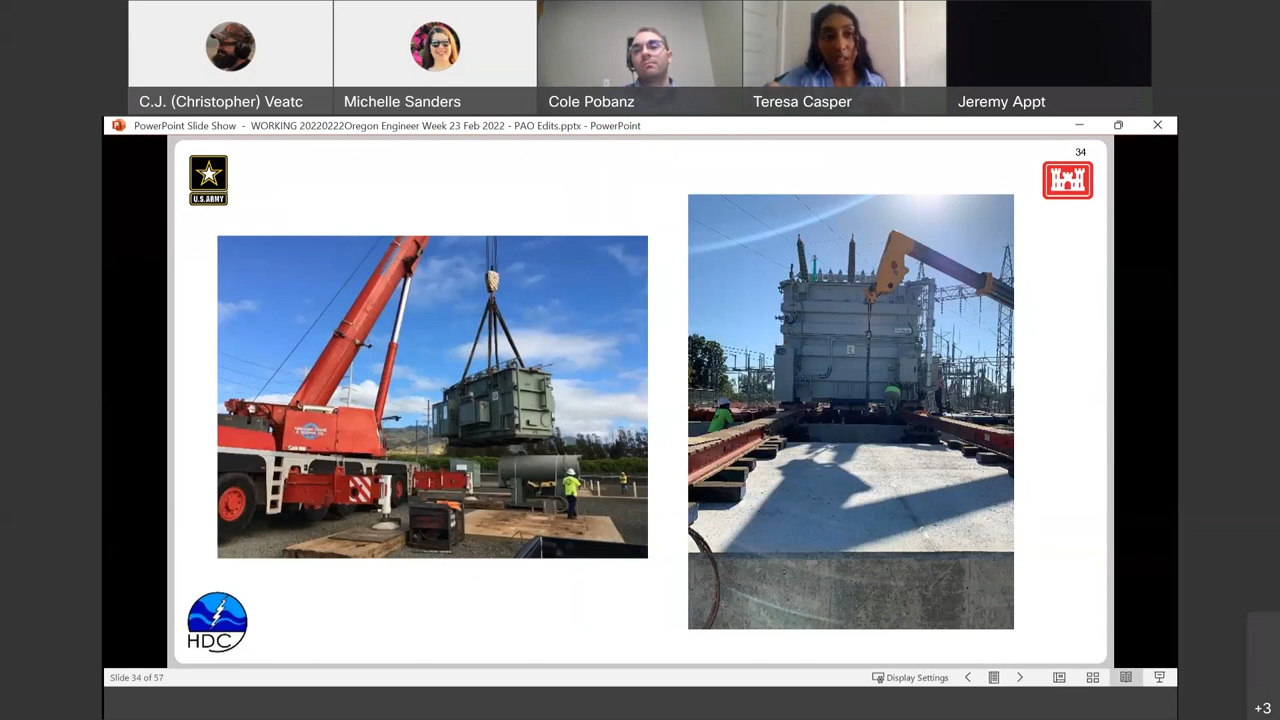 C.J. (Christopher) Veatc
Michelle Sanders
Cole Pobanz
Teresa Casper
Jeremy Appt
PowerPoint Slide Show - WORKING 20220222Oregon Engineer Week 23 Feb 2022 - PAO Edits.pptx - PowerPoint
34
U.S.ARMY
HDC
Slide 34 of 57
Display Settings
+3